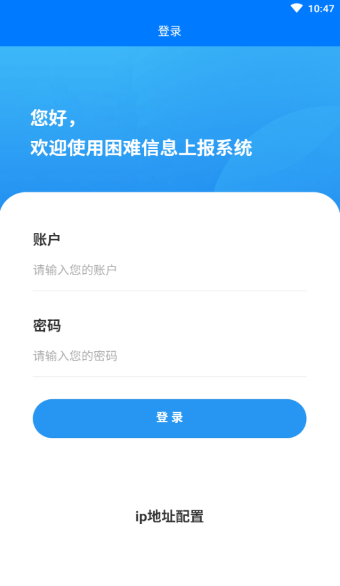 10:47
登录
您好，
欢迎使用困难信息上报系统
账户
请输入您的账户
密码
请输入您的密码
登 录
ip地址配置